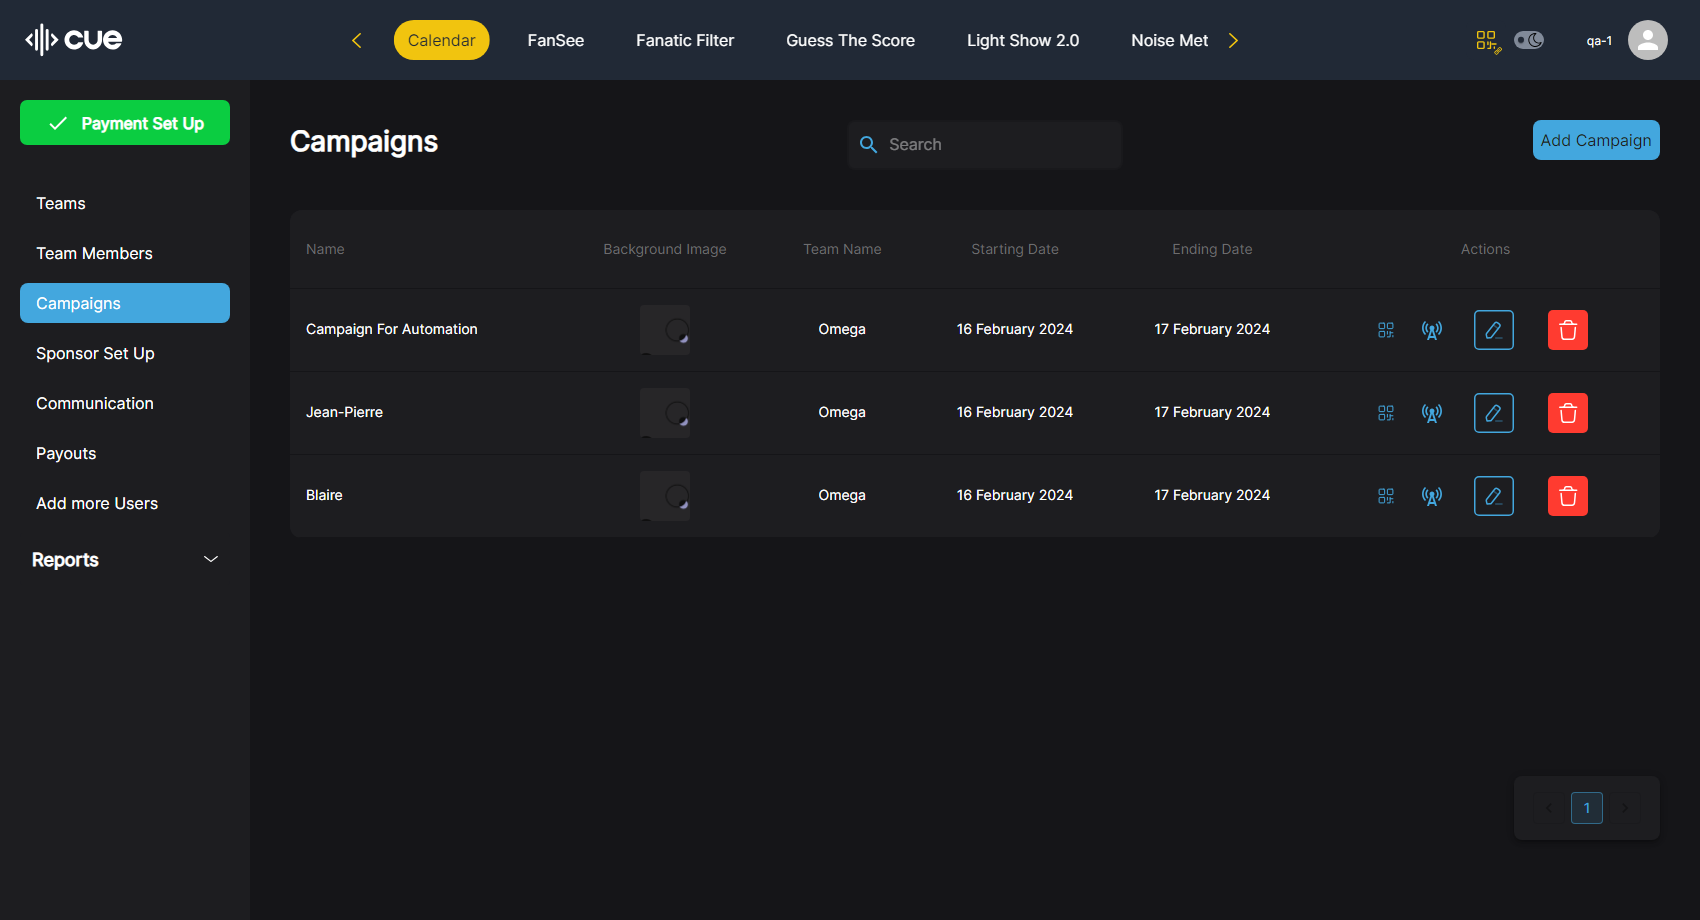 cue
Calendar
FanSee
Fanatic Filter
Guess The Score
Light Show 2.0
Noise Met
qa-1
Payment Set Up
Teams
Team Members
Campaigns
Sponsor Set Up
Communication
Payouts
Add more Users
Reports
Campaigns
Search
Add Campaign
Name Background Image Team Name Starting Date Ending Date Actions
Campaign For Automation Omega 16 February 2024 17 February 2024
Jean-Pierre Omega 16 February 2024 17 February 2024
Blaire Omega 16 February 2024 17 February 2024
1